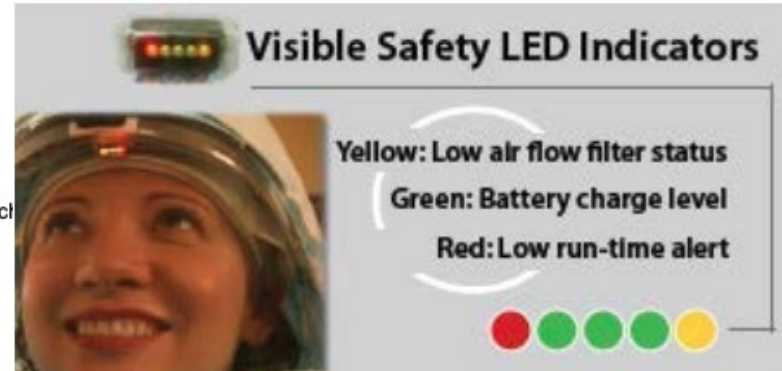 Visible Safety LED Indicators
Yellow: Low air flow filter status
Green: Battery charge level
Red: Low run-time alert